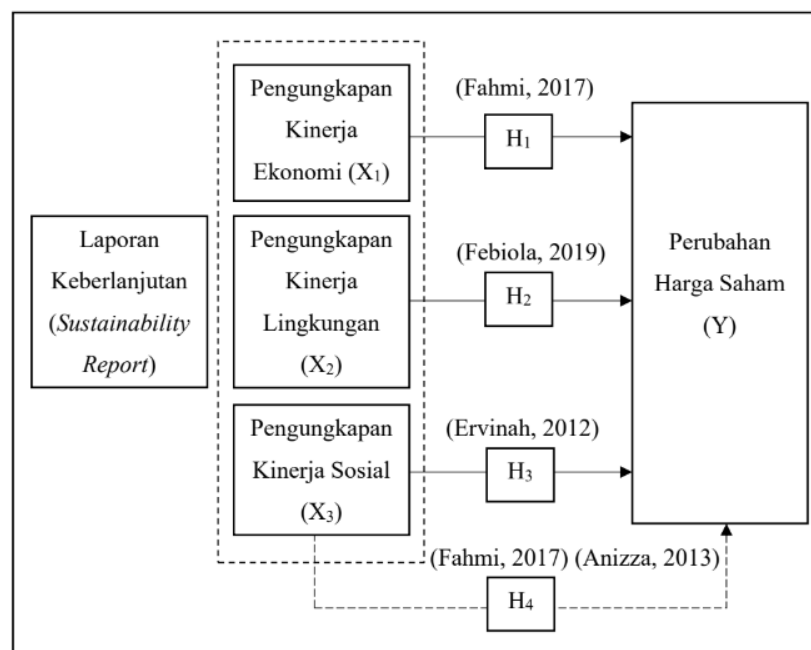 Laporan
Keberlanjutan
(Sustainability
Report)
Pengungkapan
Kinerja
Ekonomi (X₁)
Pengungkapan
Kinerja
Lingkungan
(X₂)
Pengungkapan
Kinerja Sosial
(X₃)
(Fahmi, 2017)
H₁
(Febiola, 2019)
H₂
(Ervinah, 2012)
H₃
(Fahmi, 2017) (Anizza, 2013)
H₄
Perubahan
Harga Saham
(Y)